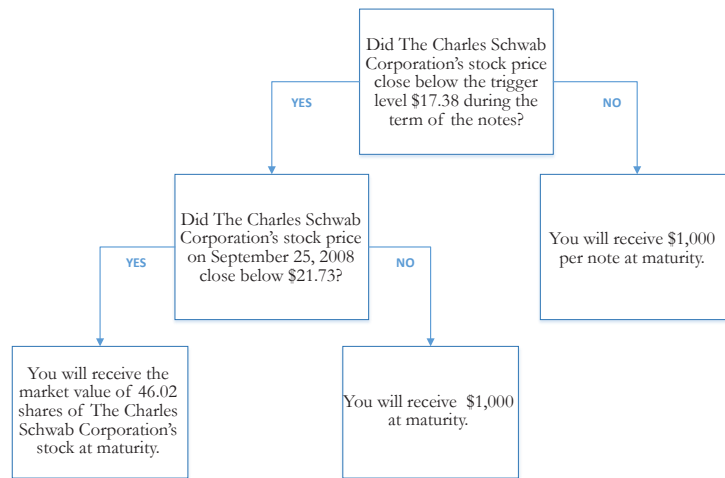 Did The Charles Schwab
Corporation's stock price
close below the trigger
level $17.38 during the
term of the notes?
YES
NO
Did The Charles Schwab
Corporation's stock price
on September 25, 2008
close below $21.73?
You will receive $1,000
per note at maturity.
YES
NO
You will receive the
market value of 46.02
shares of The Charles
Schwab Corporation's
stock at maturity.
You will receive $1,000
at maturity.